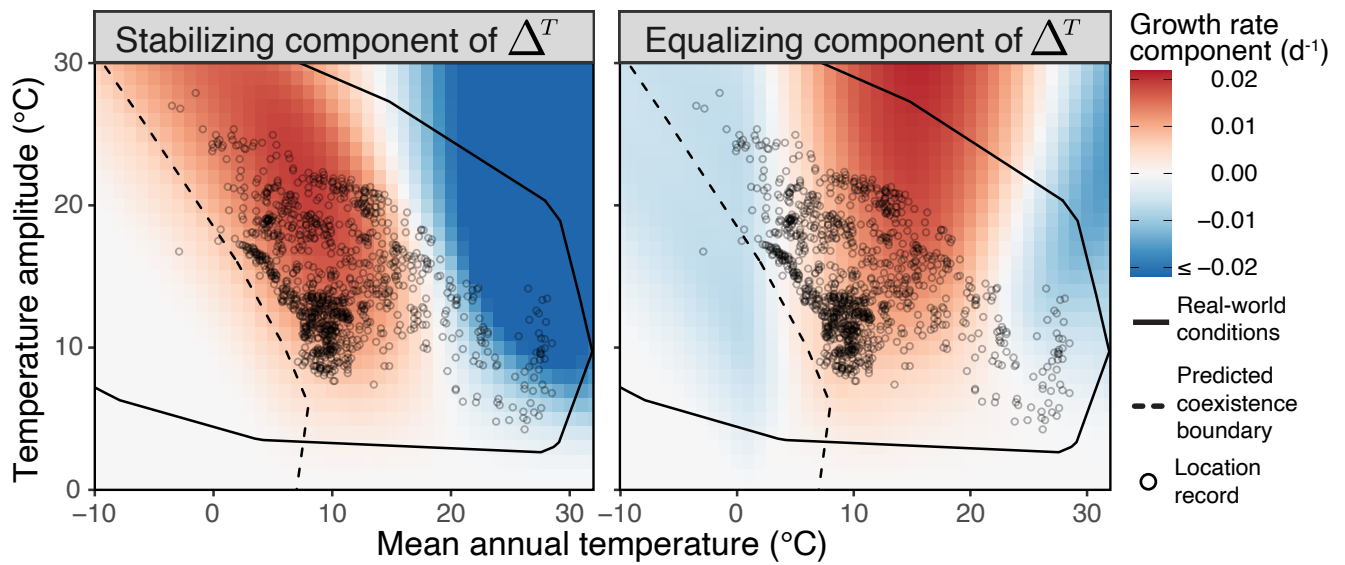 Stabilizing component of Δᵀ
Equalizing component of Δᵀ
Growth rate
component (d⁻¹)
0.02
0.01
0.00
−0.01
≤ −0.02
Real-world
conditions
Predicted
coexistence
boundary
Location
record
Temperature amplitude (°C)
30
20
10
0
−10 0 10 20 30
−10 0 10 20 30
Mean annual temperature (°C)